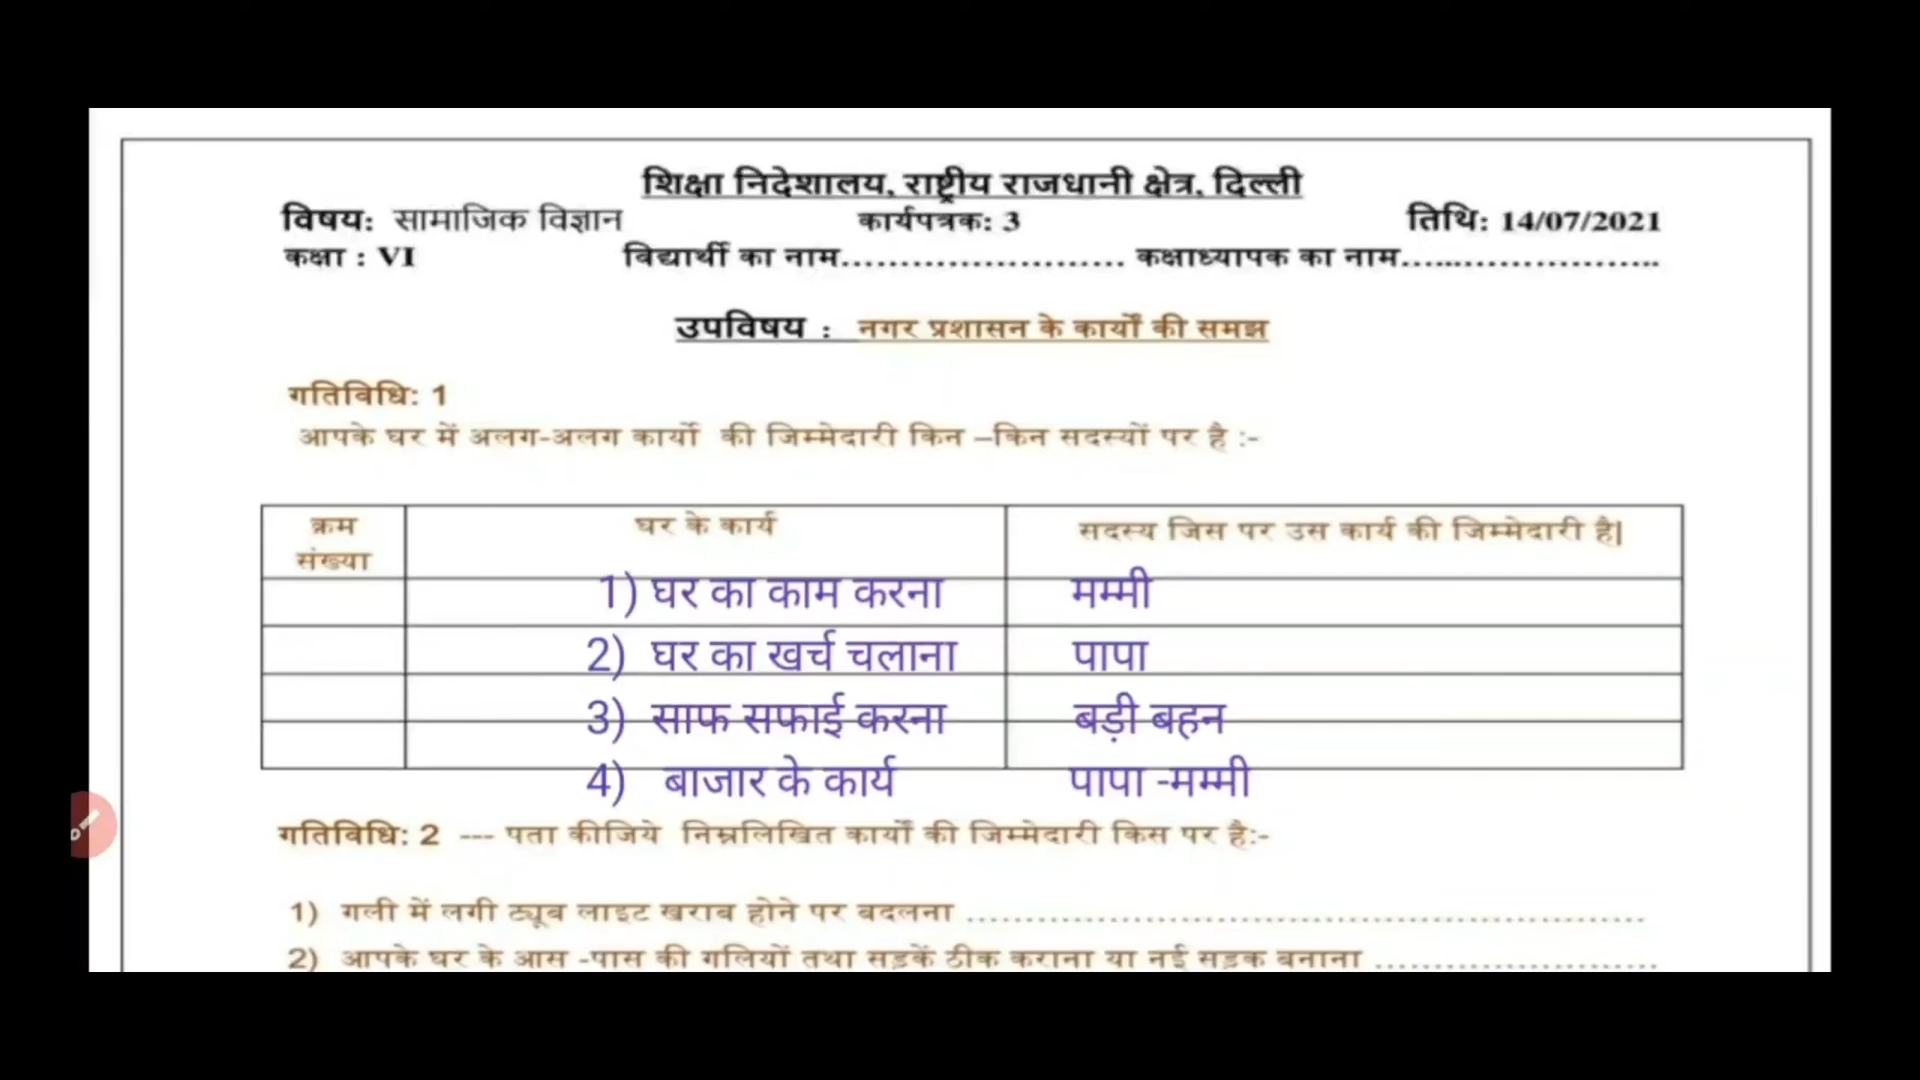 शिक्षा निदेशालय, राष्ट्रीय राजधानी क्षेत्र, दिल्ली
विषय: सामाजिक विज्ञान कार्यपत्रक: 3 तिथि: 14/07/2021
कक्षा : VI विद्यार्थी का नाम........................ कक्षाध्यापक का नाम......................
उपविषय : नगर प्रशासन के कार्यों की समझ
गतिविधि: 1
आपके घर में अलग-अलग कार्यो की जिम्मेदारी किन –किन सदस्यों पर है :-
क्रम संख्या घर के कार्य सदस्य जिस पर उस कार्य की जिम्मेदारी है|
1) घर का काम करना मम्मी
2) घर का खर्च चलाना पापा
3) साफ सफाई करना बड़ी बहन
4) बाजार के कार्य पापा -मम्मी
गतिविधि: 2 --- पता कीजिये निम्नलिखित कार्यों की जिम्मेदारी किस पर है:-
1) गली में लगी ट्यूब लाइट खराब होने पर बदलना ..........................................................
2) आपके घर के आस -पास की गलियों तथा सड़कें ठीक कराना या नई सड़क बनाना ........................